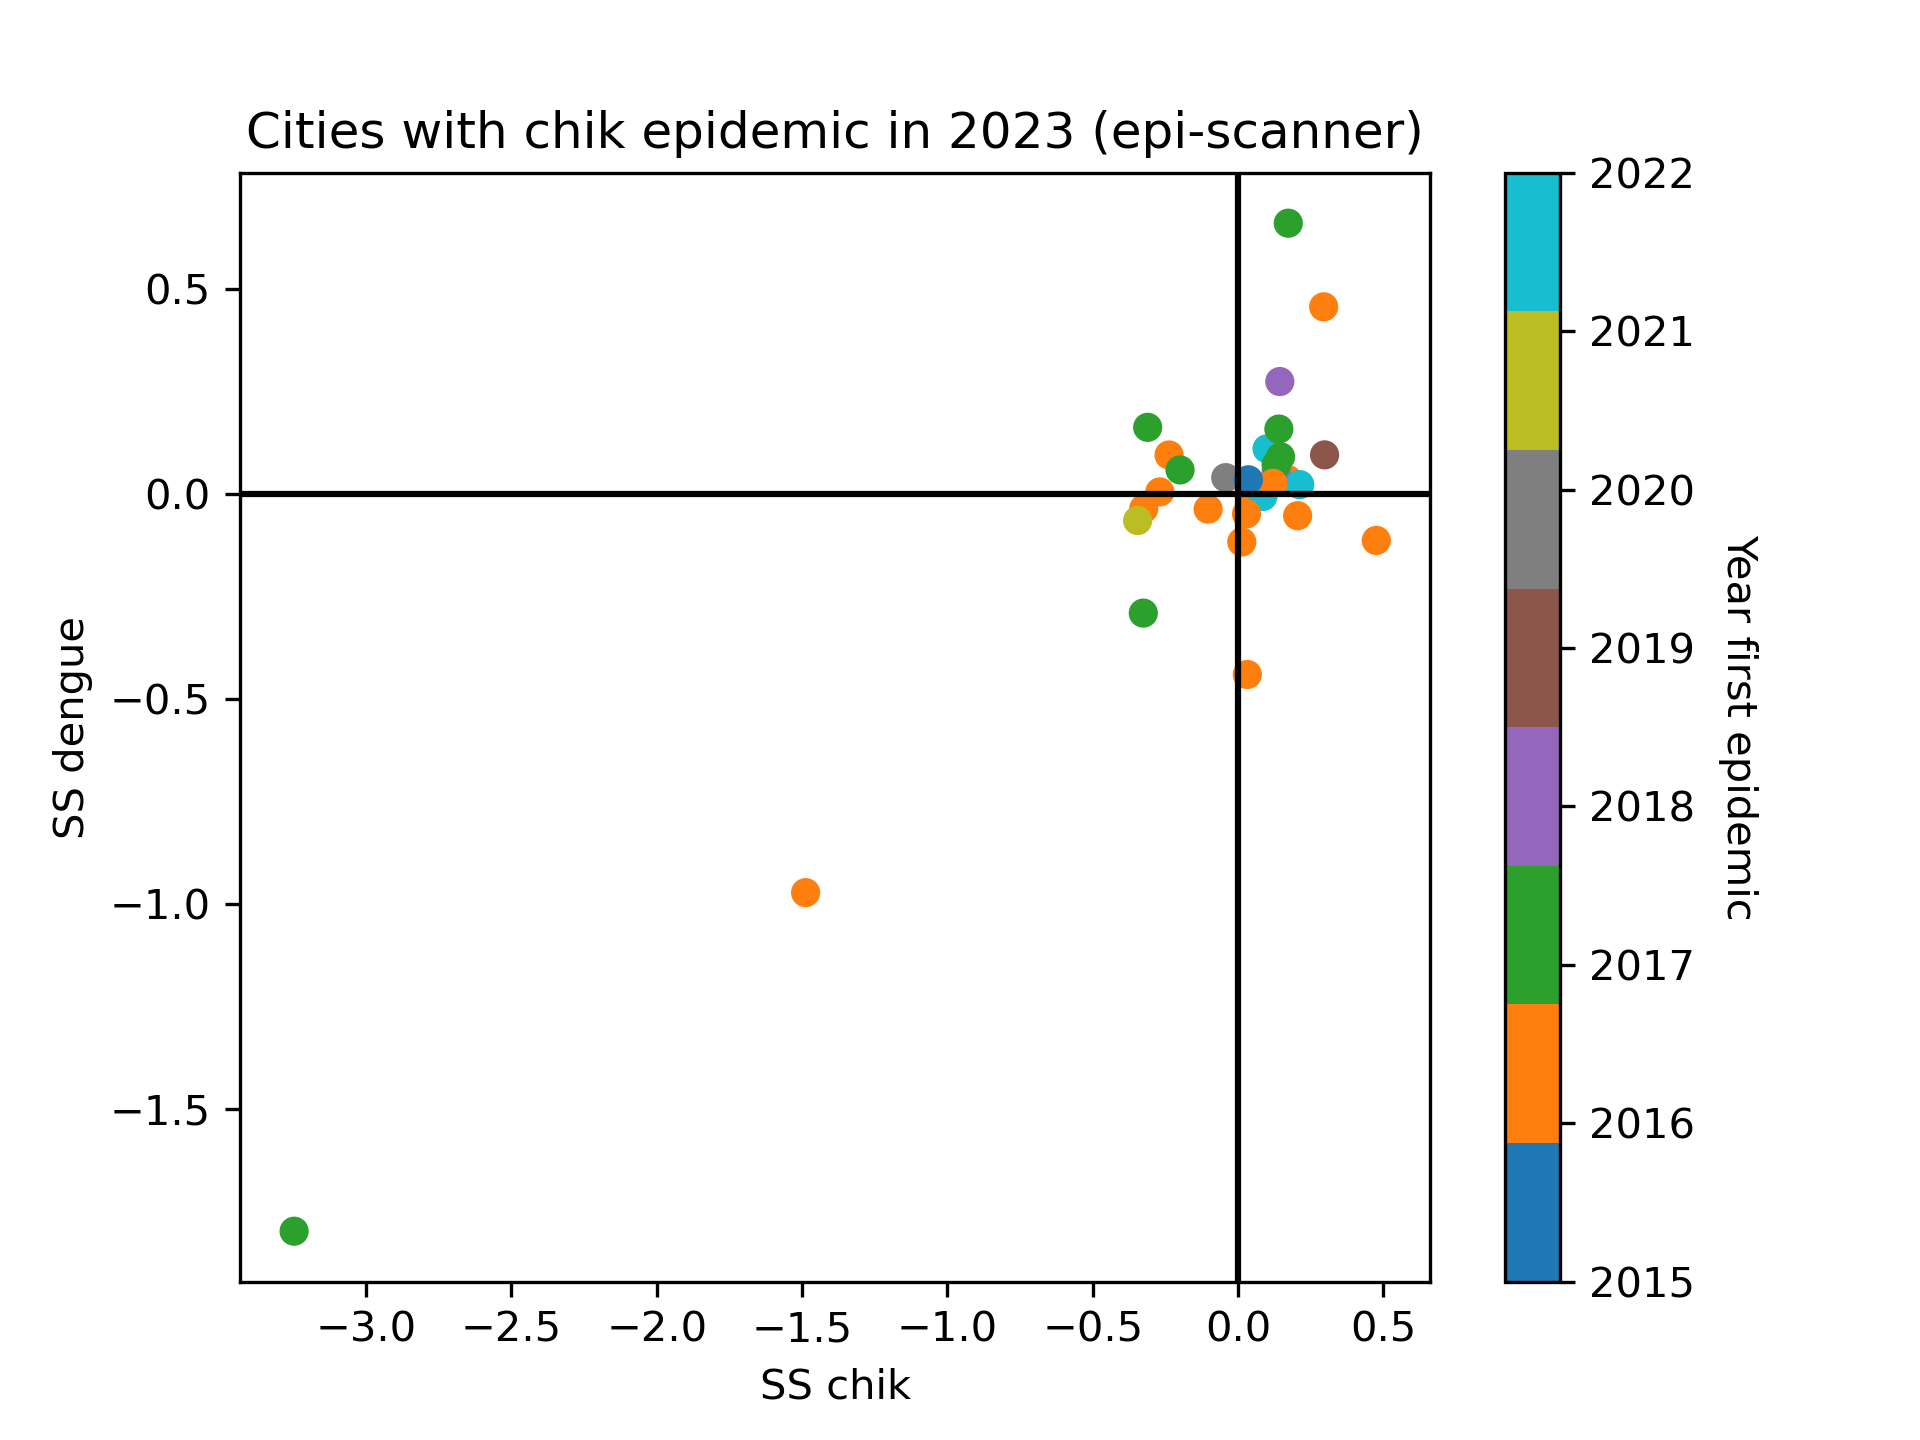 Cities with chik epidemic in 2023 (epi-scanner)
0.5
0.0
−0.5
−1.0
−1.5
SS dengue
−3.0 −2.5 −2.0 −1.5 −1.0 −0.5 0.0 0.5
SS chik
2022
2021
2020
2019
2018
2017
2016
2015
Year first epidemic